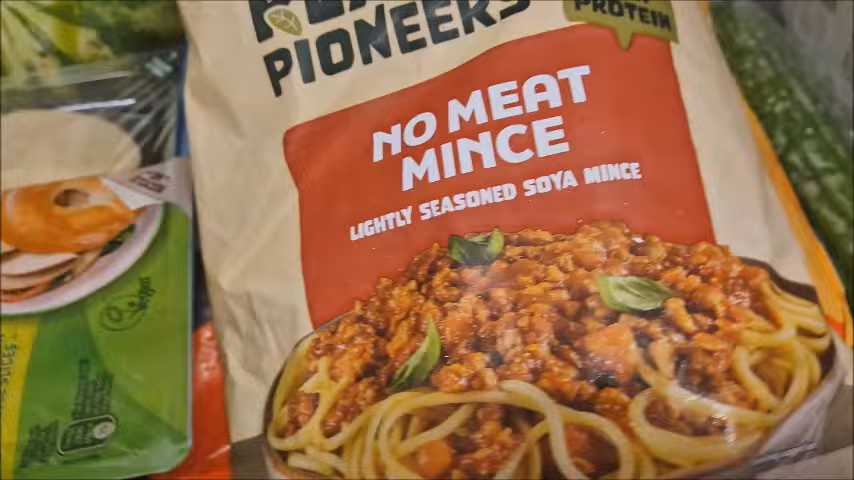 PIONEERS
PROTEIN
NO MEAT
MINCE
LIGHTLY SEASONED SOYA MINCE